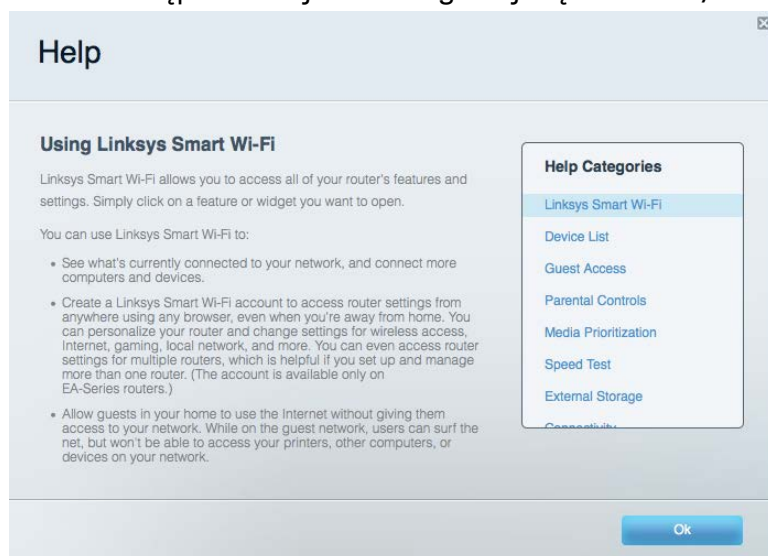 Help
Using Linksys Smart Wi-Fi
Linksys Smart Wi-Fi allows you to access all of your router's features and
settings. Simply click on a feature or widget you want to open.
You can use Linksys Smart Wi-Fi to:
• See what's currently connected to your network, and connect more
computers and devices.
• Create a Linksys Smart Wi-Fi account to access router settings from
anywhere using any browser, even when you're away from home. You
can personalize your router and change settings for wireless access,
Internet, gaming, local network, and more. You can even access router
settings for multiple routers, which is helpful if you set up and manage
more than one router. (The account is available only on
EA-Series routers.)
• Allow guests in your home to use the Internet without giving them
access to your network. While on the guest network, users can surf the
net, but won't be able to access your printers, other computers, or
devices on your network.
Help Categories
Linksys Smart Wi-Fi
Device List
Guest Access
Parental Controls
Media Prioritization
Speed Test
External Storage
Connectivity
Ok